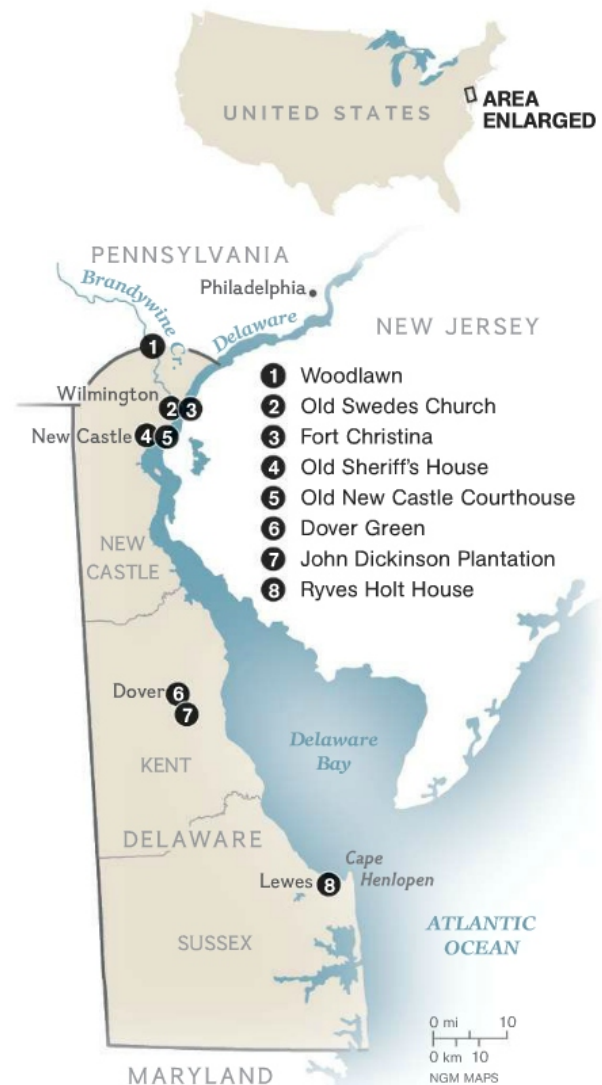 UNITED STATES
AREA
ENLARGED
PENNSYLVANIA
Brandywine Cr.
Philadelphia
Delaware
NEW JERSEY
1
Wilmington
2 3
New Castle 4 5
1 Woodlawn
2 Old Swedes Church
3 Fort Christina
4 Old Sheriff's House
5 Old New Castle Courthouse
6 Dover Green
7 John Dickinson Plantation
8 Ryves Holt House
NEW
CASTLE
Dover 6
7
Delaware
Bay
KENT
DELAWARE
Cape
Henlopen
Lewes 8
ATLANTIC
OCEAN
SUSSEX
0 mi 10
0 km 10
NGM MAPS
MARYLAND